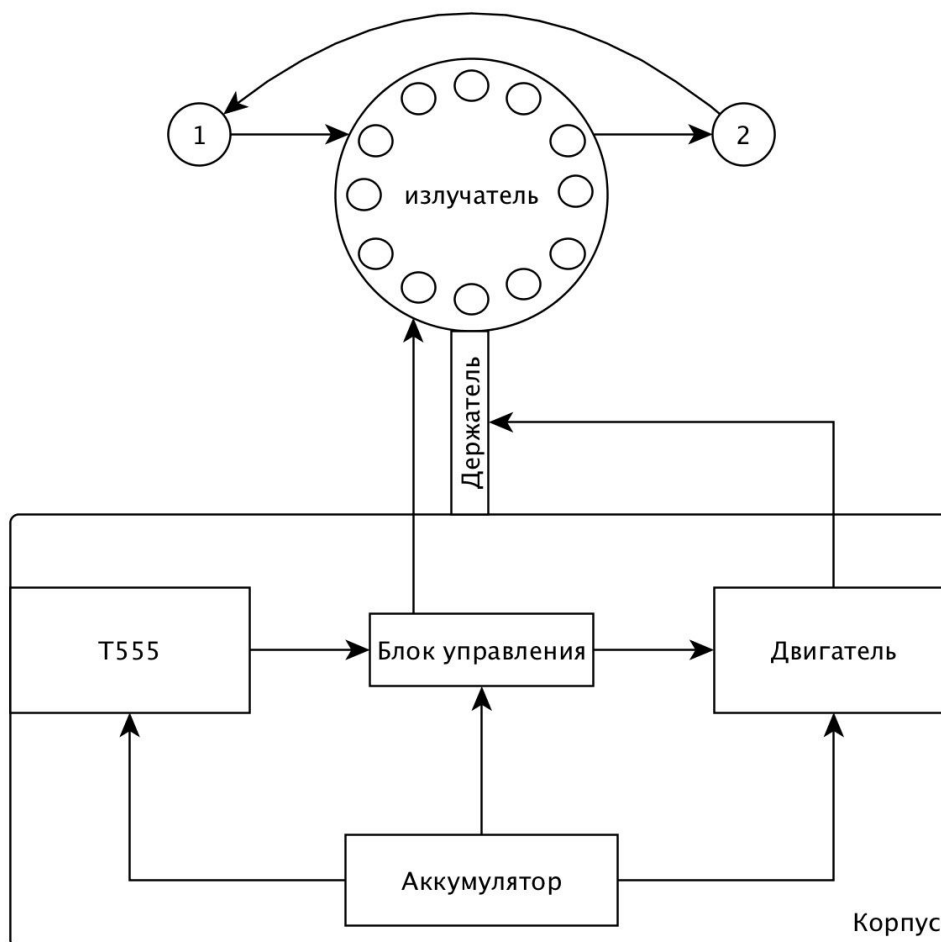 1
2
излучатель
Держатель
T555
Блок управления
Двигатель
Аккумулятор
Корпус